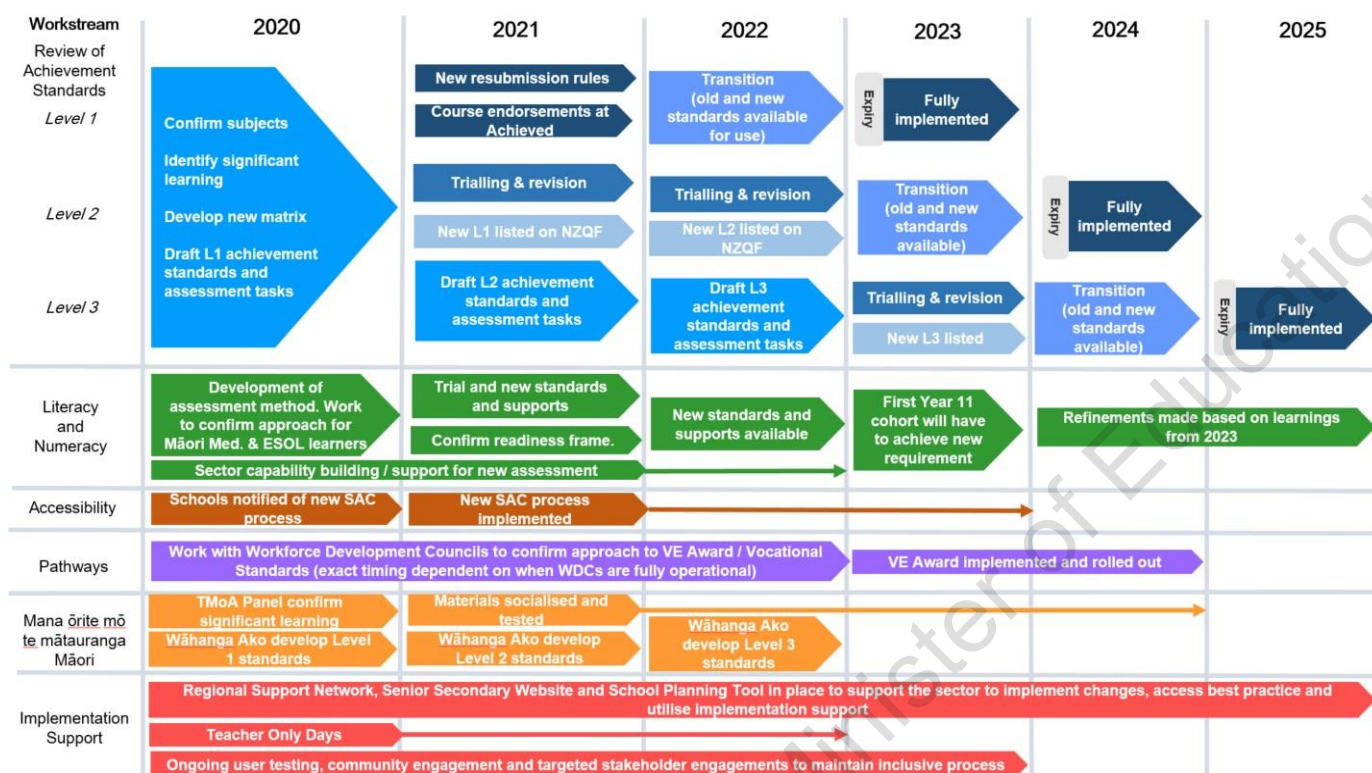 Workstream
2020
2021
2022
2023
2024
2025
Review of
Achievement
Standards
Level 1
Level 2
Level 3
Confirm subjects
Identify significant
learning
Develop new matrix
Draft L1 achievement
standards and
assessment tasks
New resubmission rules
Course endorsements at
Achieved
Trialling & revision
New L1 listed on NZQF
Draft L2 achievement
standards and
assessment tasks
Transition
(old and new
standards available
for use)
Trialling & revision
New L2 listed on
NZQF
Draft L3
achievement
standards and
assessment tasks
Expiry
Fully
implemented
Transition
(old and new
standards
available)
Trialling & revision
New L3 listed
Expiry
Fully
implemented
Transition
(old and new
standards
available)
Expiry
Fully
implemented
Literacy
and
Numeracy
Development of
assessment method. Work
to confirm approach for
Māori Med. & ESOL learners
Trial and new standards
and supports
Confirm readiness frame.
New standards and
supports available
First Year 11
cohort will have
to achieve new
requirement
Refinements made based on learnings
from 2023
Sector capability building / support for new assessment
Accessibility
Schools notified of new SAC
process
New SAC process
implemented
Pathways
Work with Workforce Development Councils to confirm approach to VE Award / Vocational
Standards (exact timing dependent on when WDCs are fully operational)
VE Award implemented and rolled out
Mana ōrite mō
te mātauranga
Māori
TMoA Panel confirm
significant learning
Materials socialised and
tested
Wāhanga Ako develop Level
1 standards
Wāhanga Ako develop
Level 2 standards
Wāhanga Ako
develop Level 3
standards
Implementation
Support
Regional Support Network, Senior Secondary Website and School Planning Tool in place to support the sector to implement changes, access best practice and
utilise implementation support
Teacher Only Days
Ongoing user testing, community engagement and targeted stakeholder engagements to maintain inclusive process
Minister of Education